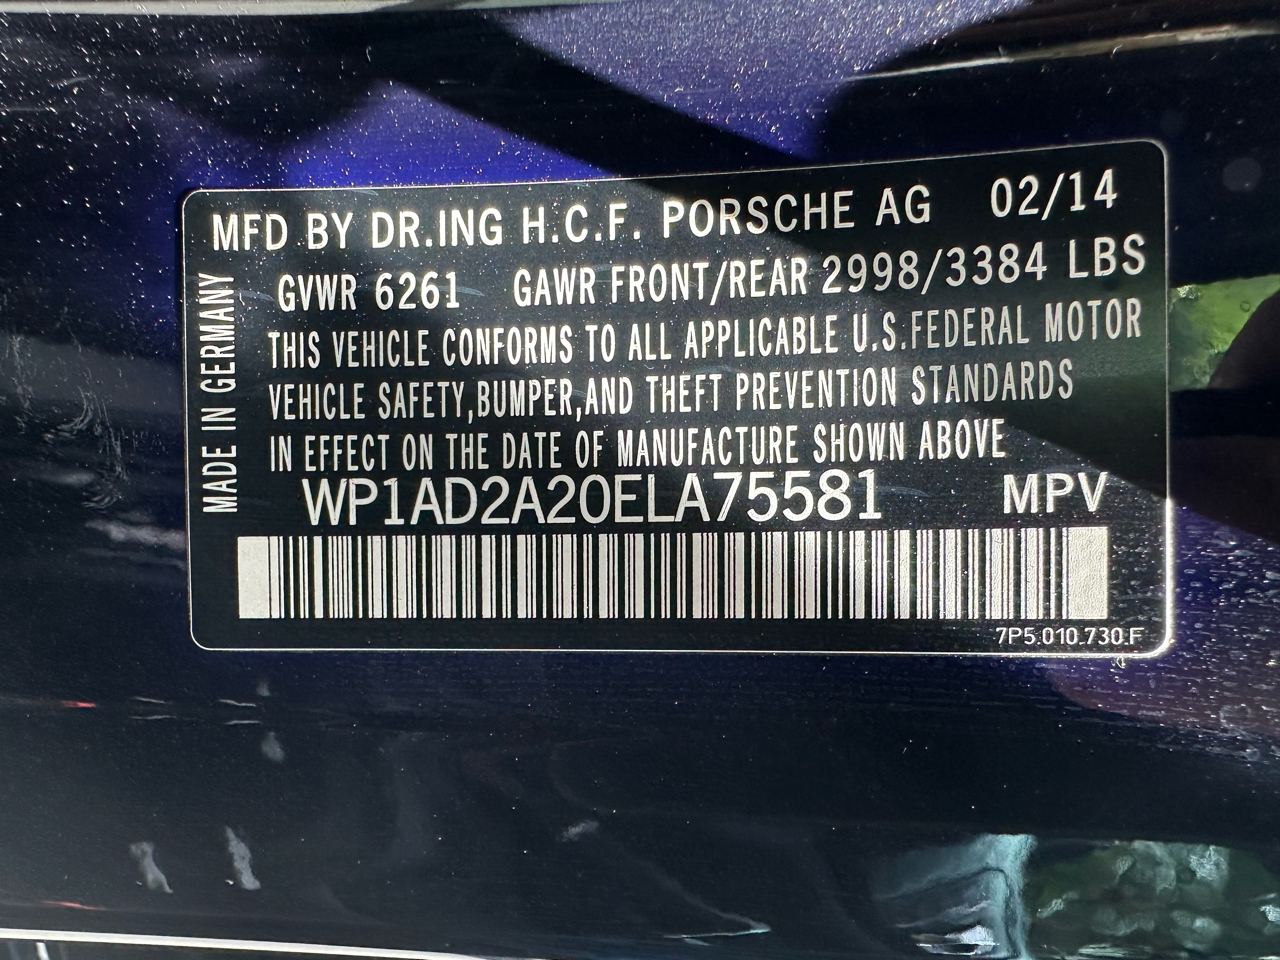 MFD BY DR.ING H.C.F. PORSCHE AG 02/14
GVWR 6261 GAWR FRONT/REAR 2998/3384 LBS
THIS VEHICLE CONFORMS TO ALL APPLICABLE U.S.FEDERAL MOTOR
VEHICLE SAFETY,BUMPER,AND THEFT PREVENTION STANDARDS
IN EFFECT ON THE DATE OF MANUFACTURE SHOWN ABOVE
WP1AD2A20ELA75581 MPV
7P5.010.730.F
MADE IN GERMANY